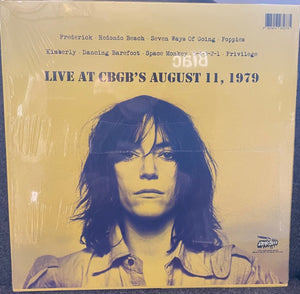 Frederick · Redondo Beach · Seven Ways Of Going · Poppies
Kimberly · Dancing Barefoot · Space Monkey · 5-4-3-2-1 · Privilege
LIVE AT CBGB'S AUGUST 11, 1979